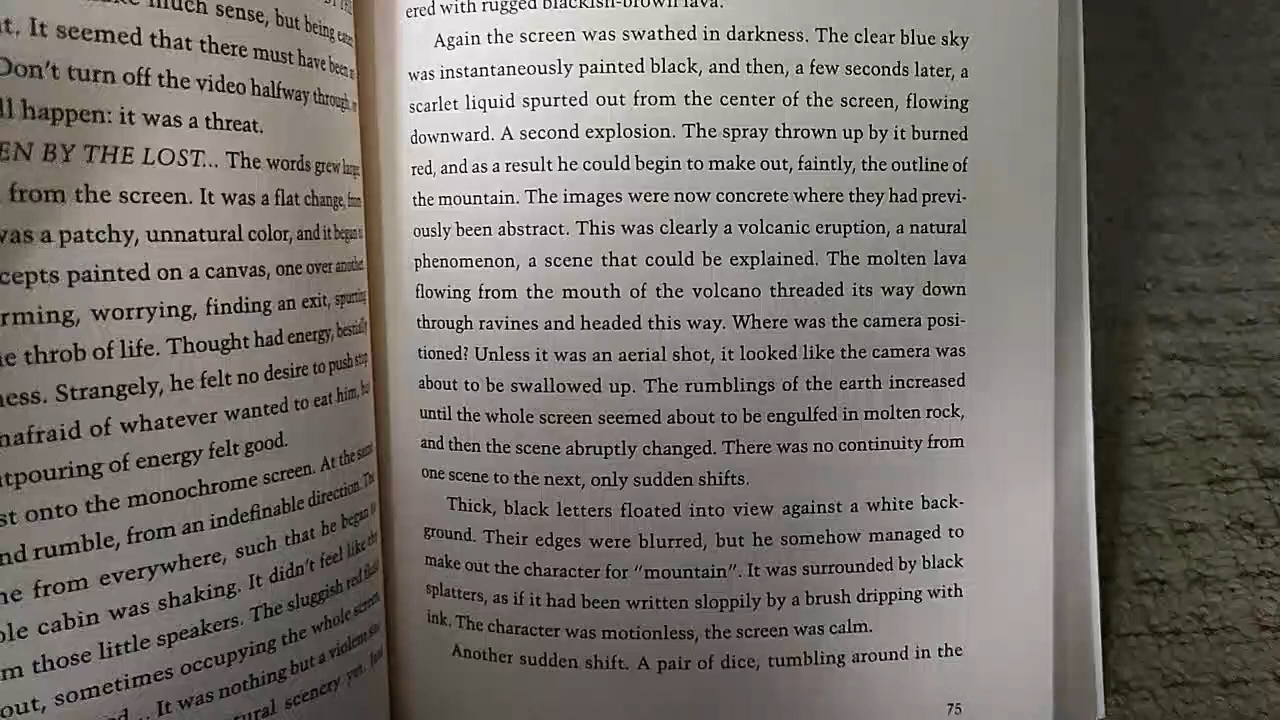 much sense, but being
t. It seemed that there must have been
Don't turn off the video halfway through,
ll happen: it was a threat.
EN BY THE LOST... The words grew large
from the screen. It was a flat change, from
was a patchy, unnatural color, and it began to
cepts painted on a canvas, one over another
rming, worrying, finding an exit, spurting
e throb of life. Thought had energy, bestially
ess. Strangely, he felt no desire to push stop
nafraid of whatever wanted to eat him,
tpouring of energy felt good.
st onto the monochrome screen. At the same
nd rumble, from an indefinable direction. The
e from everywhere, such that he began to
ole cabin was shaking. It didn't feel like the
m those little speakers. The sluggish red fluid
out, sometimes occupying the whole screen.
It was nothing but a violent
ural scenery yet.
ered with rugged blackish-brown lava.
Again the screen was swathed in darkness. The clear blue sky
was instantaneously painted black, and then, a few seconds later, a
scarlet liquid spurted out from the center of the screen, flowing
downward. A second explosion. The spray thrown up by it burned
red, and as a result he could begin to make out, faintly, the outline of
the mountain. The images were now concrete where they had previ-
ously been abstract. This was clearly a volcanic eruption, a natural
phenomenon, a scene that could be explained. The molten lava
flowing from the mouth of the volcano threaded its way down
through ravines and headed this way. Where was the camera posi-
tioned? Unless it was an aerial shot, it looked like the camera was
about to be swallowed up. The rumblings of the earth increased
until the whole screen seemed about to be engulfed in molten rock,
and then the scene abruptly changed. There was no continuity from
one scene to the next, only sudden shifts.
Thick, black letters floated into view against a white back-
ground. Their edges were blurred, but he somehow managed to
make out the character for "mountain". It was surrounded by black
splatters, as if it had been written sloppily by a brush dripping with
ink. The character was motionless, the screen was calm.
Another sudden shift. A pair of dice, tumbling around in the
75